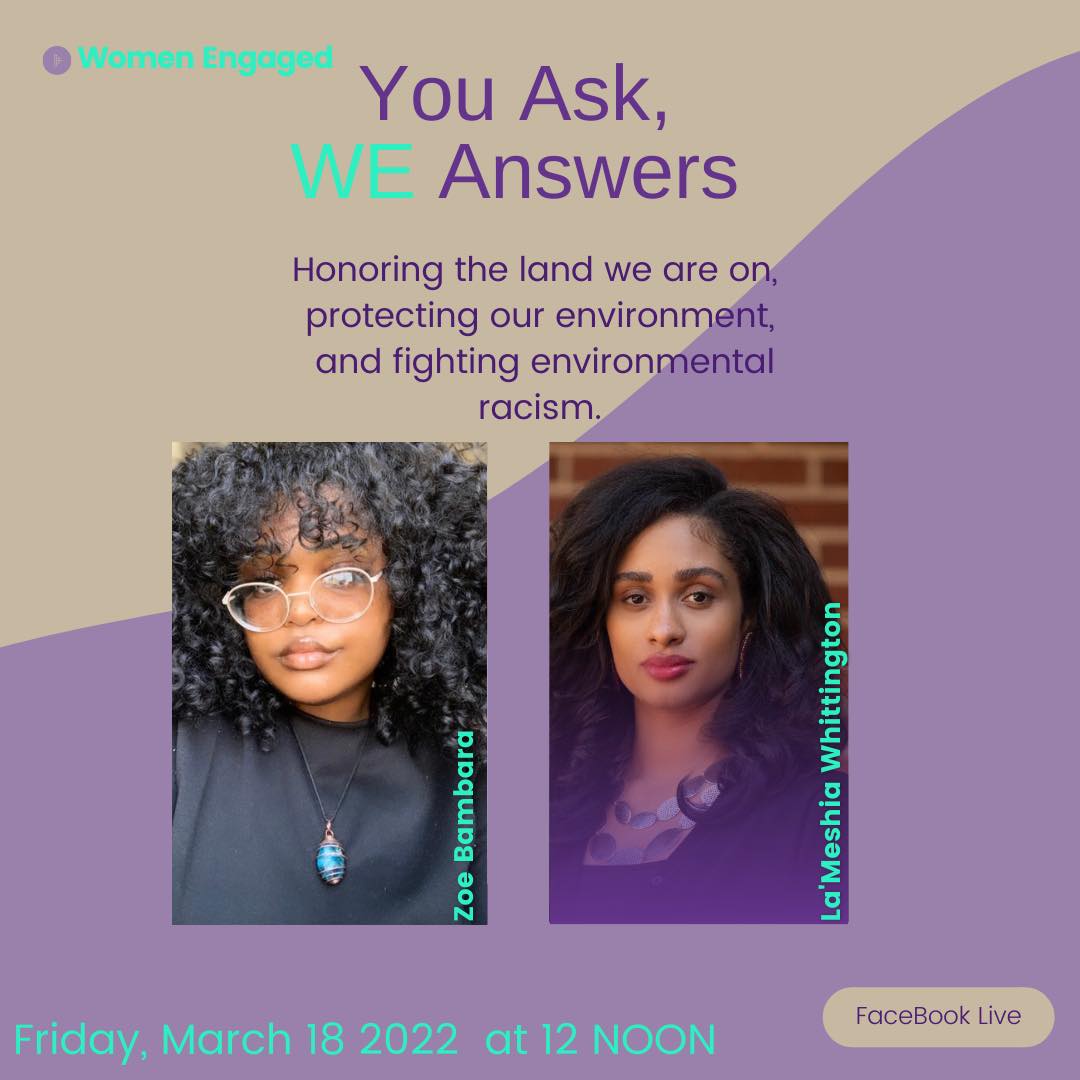 Women Engaged
You Ask,
WE Answers
Honoring the land we are on,
protecting our environment,
and fighting environmental
racism.
Zoe Bambara
La'Meshia Whittington
FaceBook Live
Friday, March 18 2022 at 12 NOON